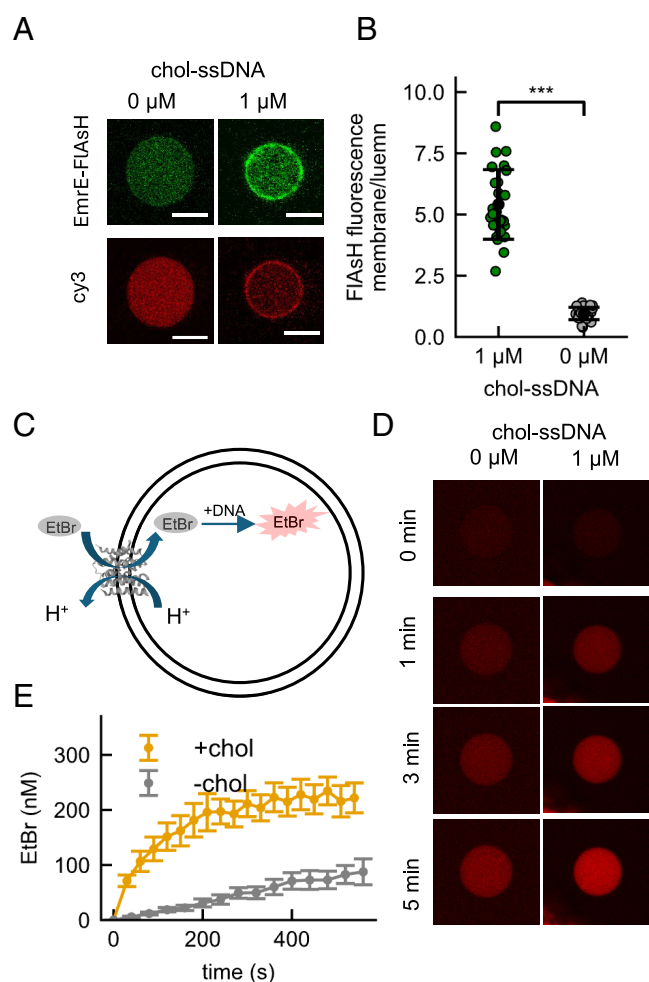 A
chol-ssDNA
0 µM
1 µM
EmrE-FlAsH
cy3
B
FlAsH fluorescence
membrane/luemn
10.0
7.5
5.0
2.5
0.0
***
1 µM
0 µM
chol-ssDNA
C
EtBr
EtBr
+DNA
EtBr
H+
H+
D
chol-ssDNA
0 µM
1 µM
0 min
1 min
3 min
5 min
E
+chol
-chol
EtBr (nM)
300
200
100
0
0
200
400
time (s)